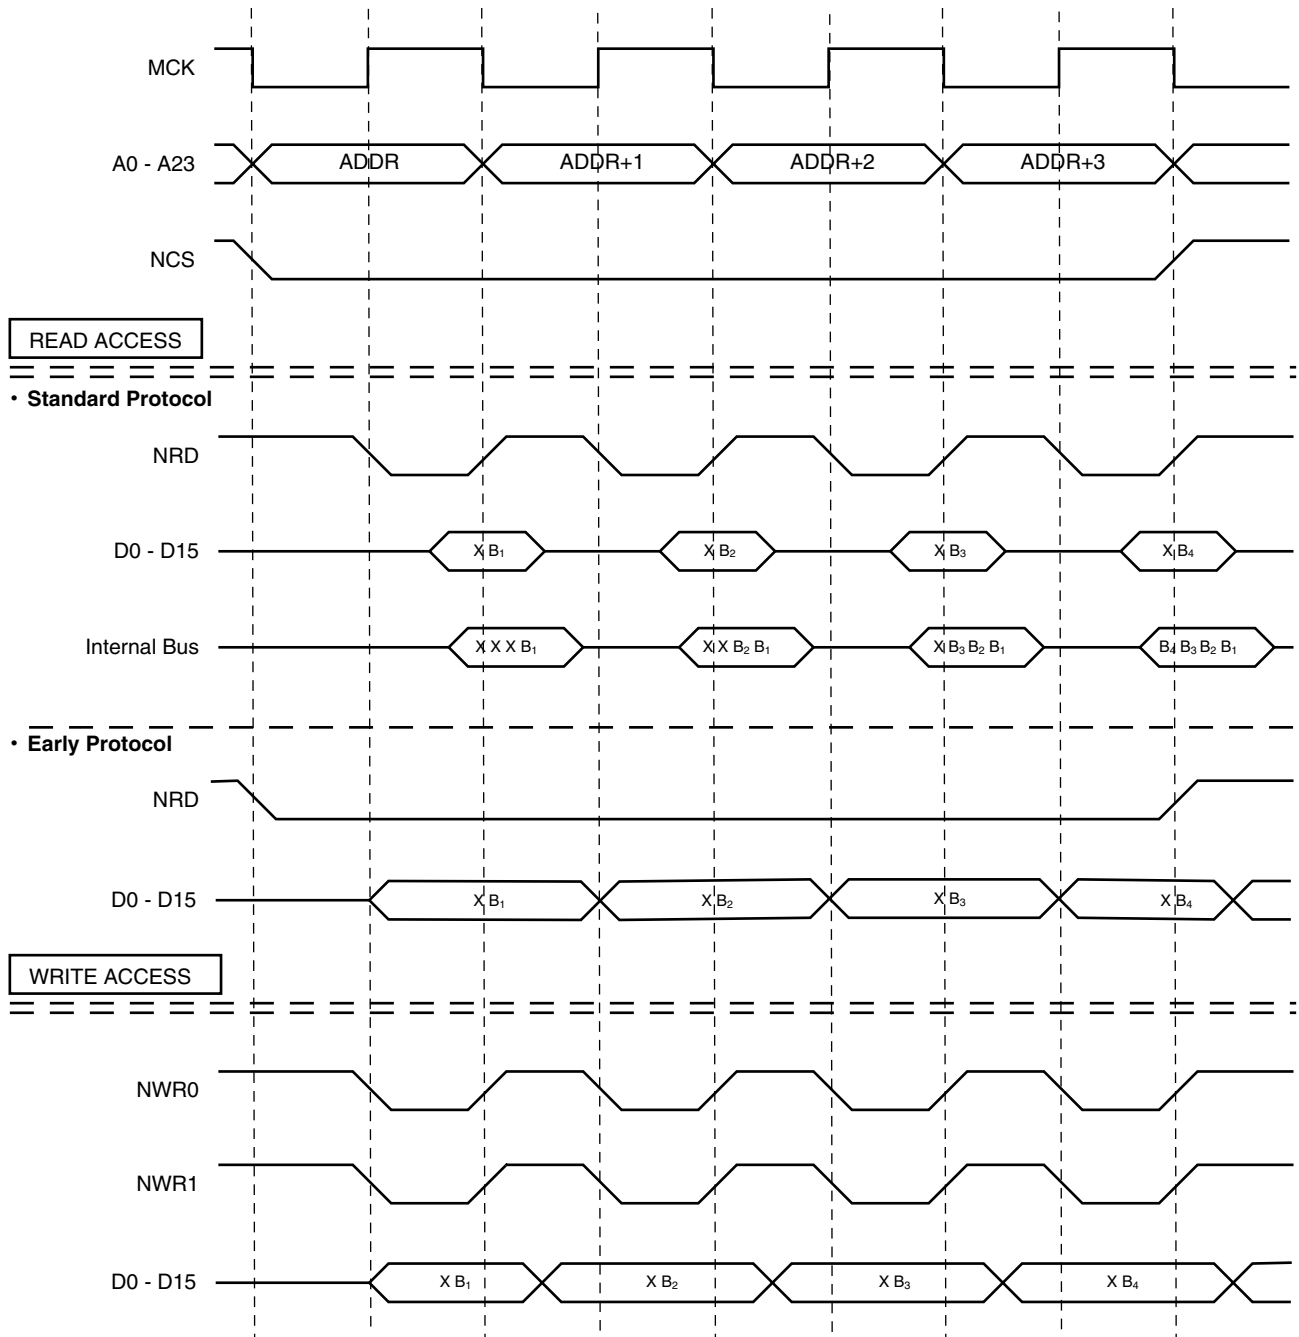 MCK
A0 - A23 ADDR ADDR+1 ADDR+2 ADDR+3
NCS
READ ACCESS
• Standard Protocol
NRD
D0 - D15 X B₁ X B₂ X B₃ X B₄
Internal Bus X X X B₁ X X B₂ B₁ X B₃ B₂ B₁ B₄ B₃ B₂ B₁
• Early Protocol
NRD
D0 - D15 X B₁ X B₂ X B₃ X B₄
WRITE ACCESS
NWR0
NWR1
D0 - D15 X B₁ X B₂ X B₃ X B₄